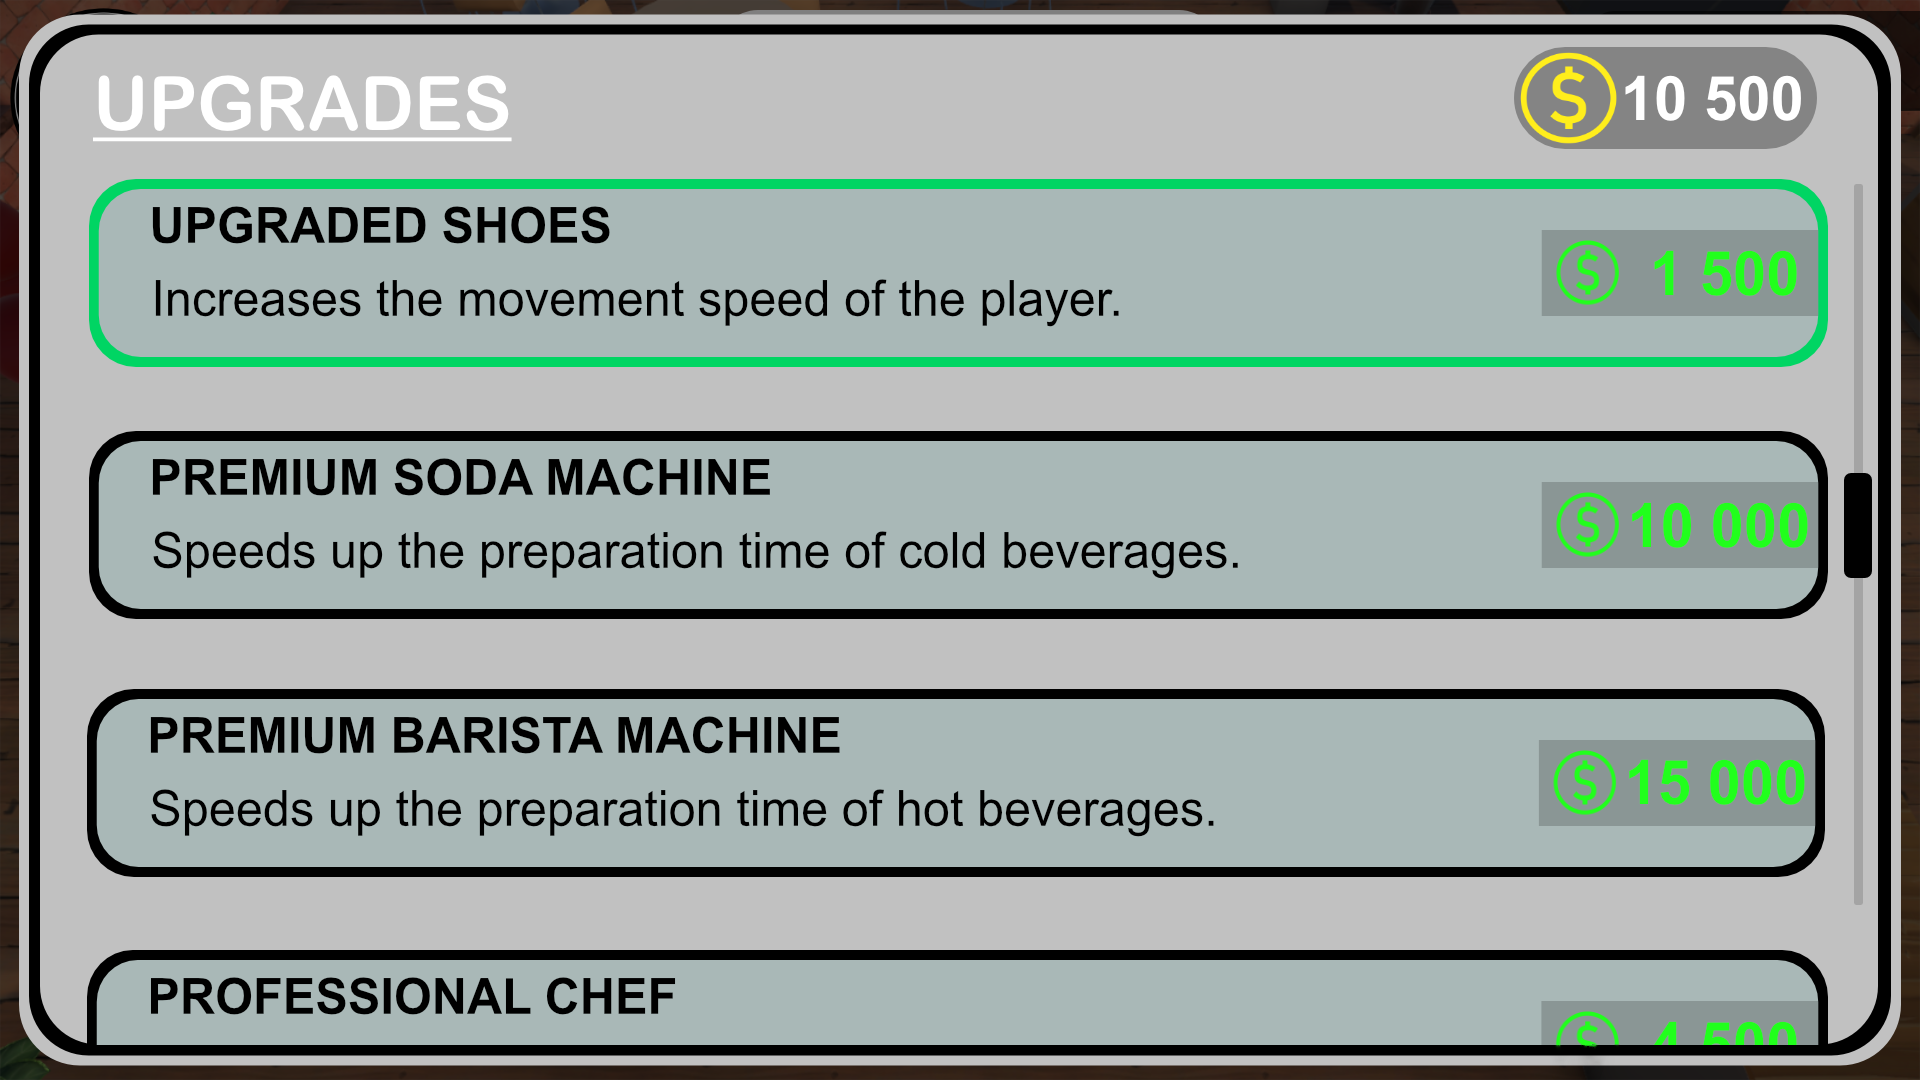 UPGRADES
$ 10 500
UPGRADED SHOES
Increases the movement speed of the player.
$ 1 500
PREMIUM SODA MACHINE
Speeds up the preparation time of cold beverages.
$ 10 000
PREMIUM BARISTA MACHINE
Speeds up the preparation time of hot beverages.
$ 15 000
PROFESSIONAL CHEF
$ 4 500